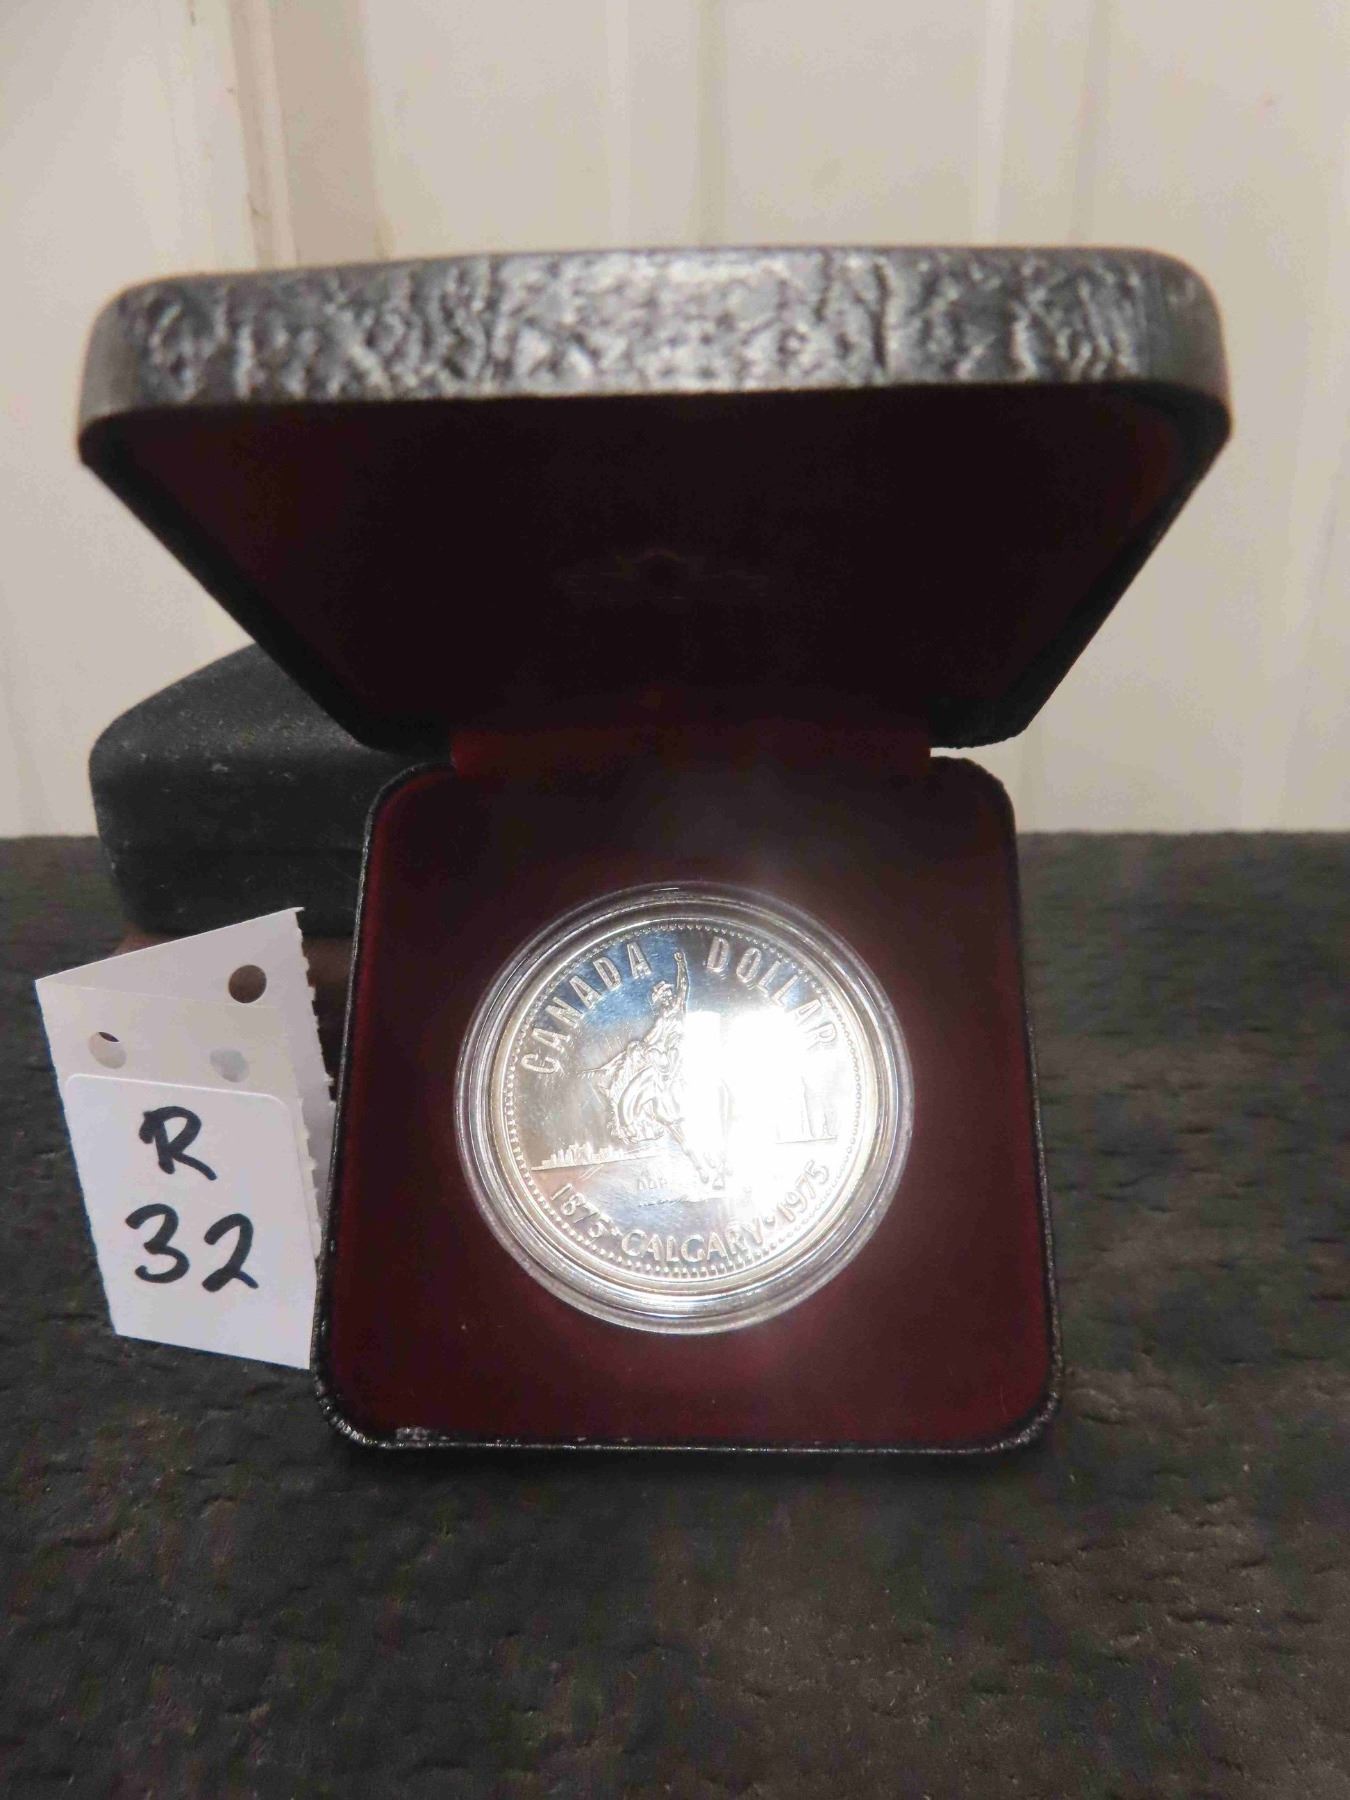 CANADA DOLLAR
1875 · CALGARY · 1975
R
32